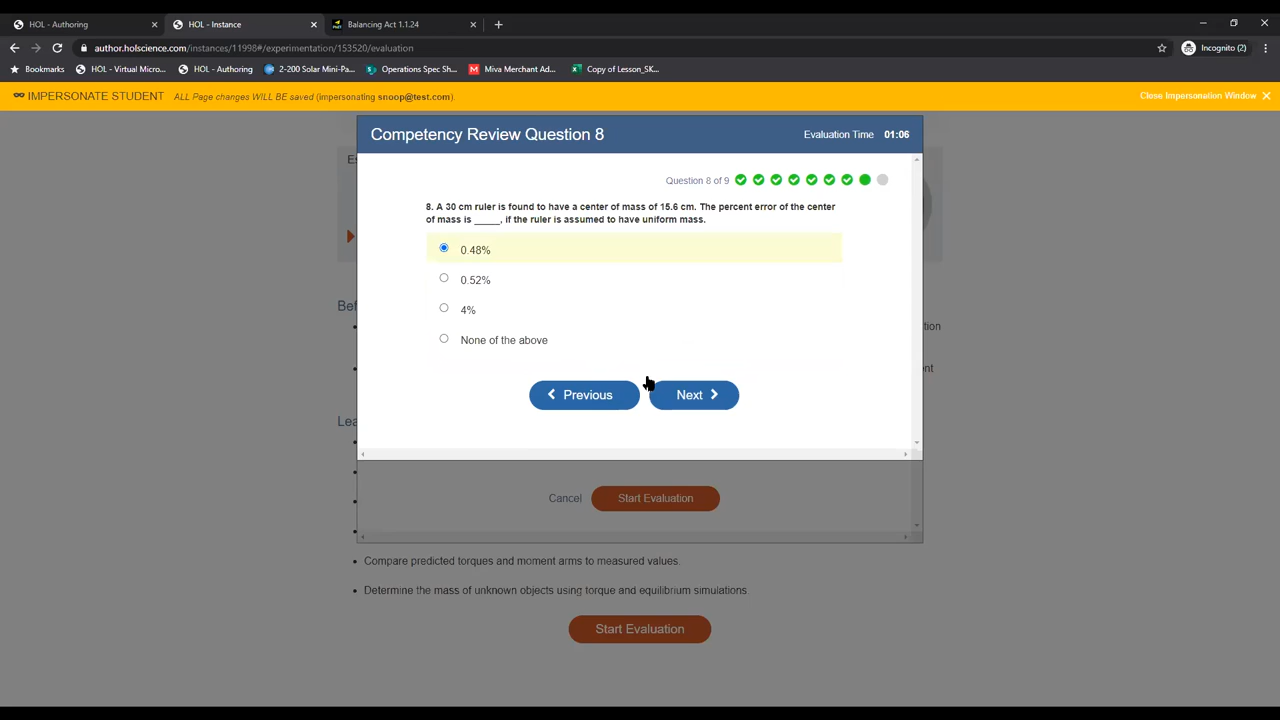 HOL - Authoring
HOL - Instance
Balancing Act 1.1.24
author.holscience.com/instances/11998#/experimentation/153520/evaluation
Incognito (2)
Bookmarks
HOL - Virtual Micro...
HOL - Authoring
2-200 Solar Mini-Pa...
Operations Spec Sh...
Miva Merchant Ad...
Copy of Lesson_SK...
IMPERSONATE STUDENT ALL Page changes WILL BE saved (impersonating snoop@test.com).
Close Impersonation Window
Competency Review Question 8
Evaluation Time 01:06
Question 8 of 9
8. A 30 cm ruler is found to have a center of mass of 15.6 cm. The percent error of the center
of mass is _____, if the ruler is assumed to have uniform mass.
0.48%
0.52%
4%
None of the above
Previous
Next
Cancel
Start Evaluation
Compare predicted torques and moment arms to measured values.
Determine the mass of unknown objects using torque and equilibrium simulations.
Start Evaluation